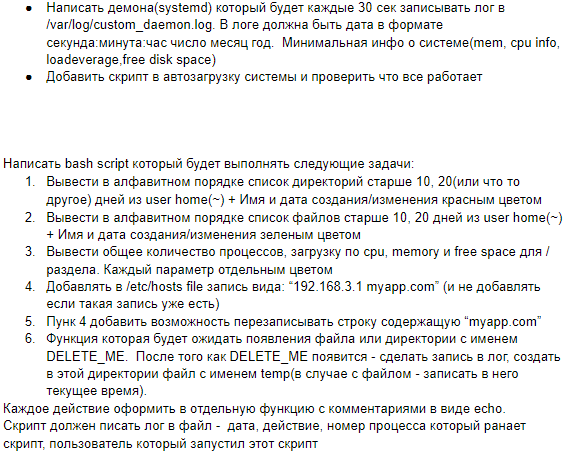 ● Написать демона(systemd) который будет каждые 30 сек записывать лог в
/var/log/custom_daemon.log. В логе должна быть дата в формате
секунда:минута:час число месяц год.  Минимальная инфо о системе(mem, cpu info,
loadeverage,free disk space)
● Добавить скрипт в автозагрузку системы и проверить что все работает
Написать bash script который будет выполнять следующие задачи:
1. Вывести в алфавитном порядке список директорий старше 10, 20(или что то
другое) дней из user home(~) + Имя и дата создания/изменения красным цветом
2. Вывести в алфавитном порядке список файлов старше 10, 20 дней из user home(~)
+ Имя и дата создания/изменения зеленым цветом
3. Вывести общее количество процессов, загрузку по cpu, memory и free space для /
раздела. Каждый параметр отдельным цветом
4. Добавлять в /etc/hosts file запись вида: “192.168.3.1 myapp.com” (и не добавлять
если такая запись уже есть)
5. Пунк 4 добавить возможность перезаписывать строку содержащую “myapp.com”
6. Функция которая будет ожидать появления файла или директории с именем
DELETE_ME.  После того как DELETE_ME появится - сделать запись в лог, создать
в этой директории файл с именем temp(в случае с файлом - записать в него
текущее время).
Каждое действие оформить в отдельную функцию с комментариями в виде echo.
Скрипт должен писать лог в файл -  дата, действие, номер процесса который ранает
скрипт, пользователь который запустил этот скрипт